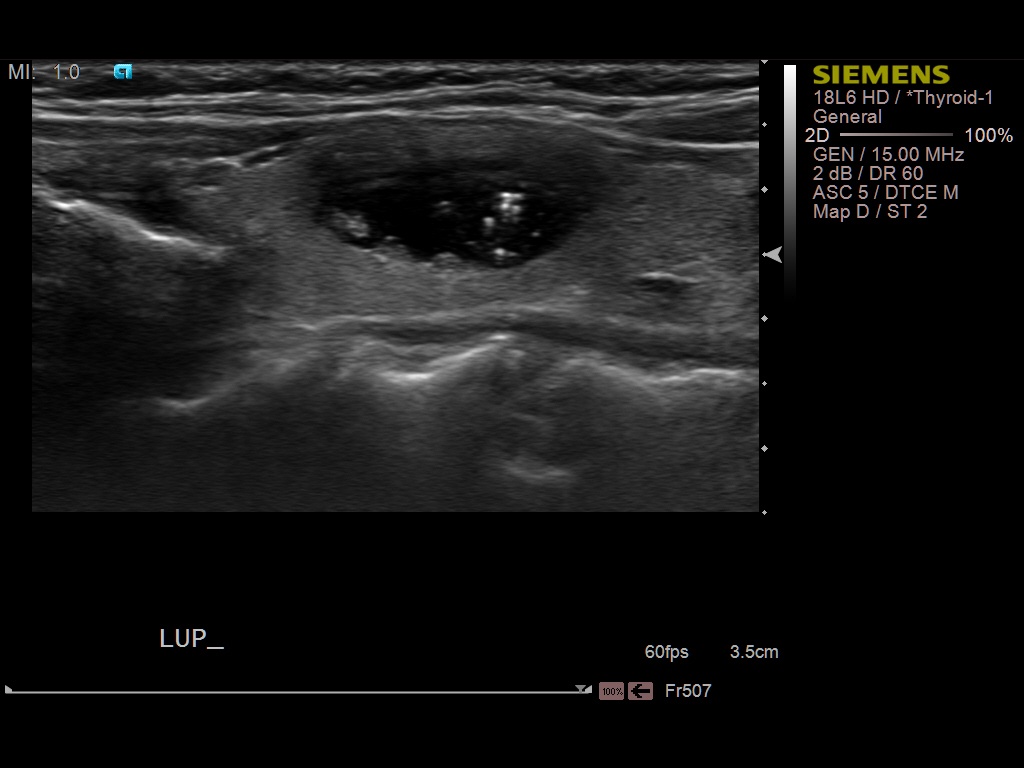 MI: 1.0
SIEMENS
18L6 HD / *Thyroid-1
General
2D 100%
GEN / 15.00 MHz
2 dB / DR 60
ASC 5 / DTCE M
Map D / ST 2
LUP_
60fps 3.5cm
100% Fr507